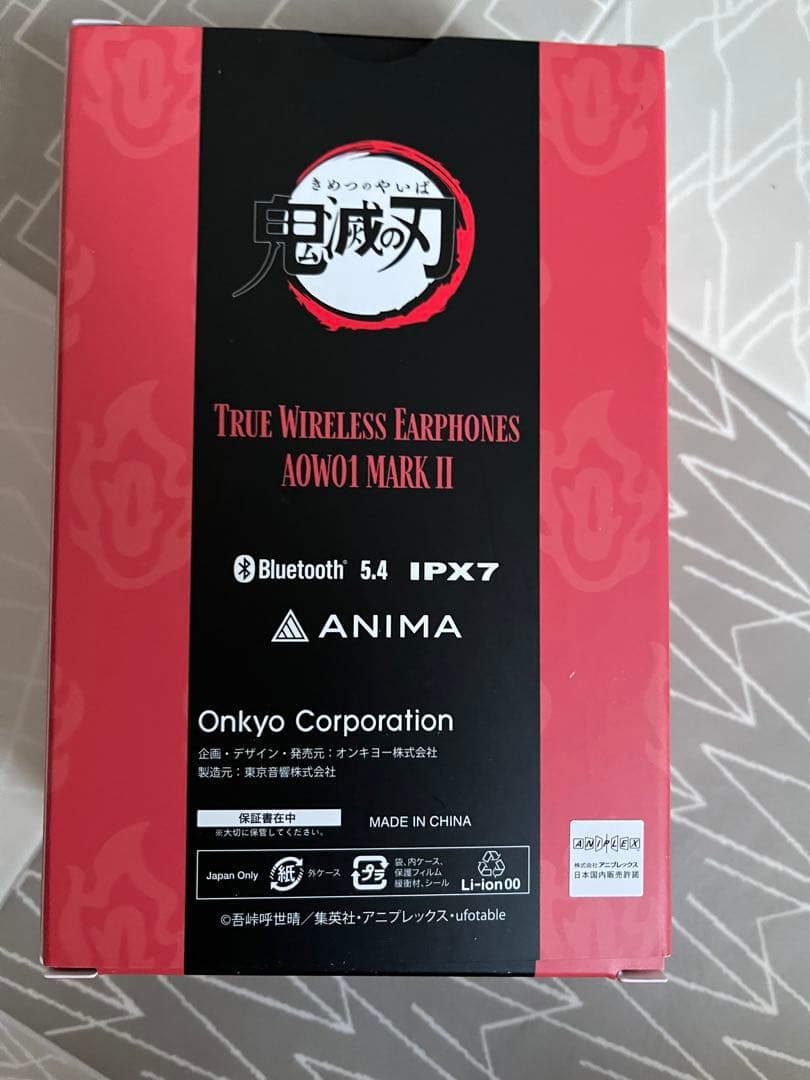 きめつのやいば
鬼滅の刃
TRUE WIRELESS EARPHONES
AOW01 MARK II
Bluetooth® 5.4 IPX7
ANIMA
Onkyo Corporation
企画・デザイン・発売元：オンキヨー株式会社
製造元：東京音響株式会社
保証書在中
※大切に保管してください。
MADE IN CHINA
Japan Only
紙
外ケース
プラ
袋、内ケース、
保護フィルム
緩衝材、シール
Li-ion 00
ANIPLEX
株式会社アニプレックス
日本国内販売許諾
©吾峠呼世晴／集英社・アニプレックス・ufotable